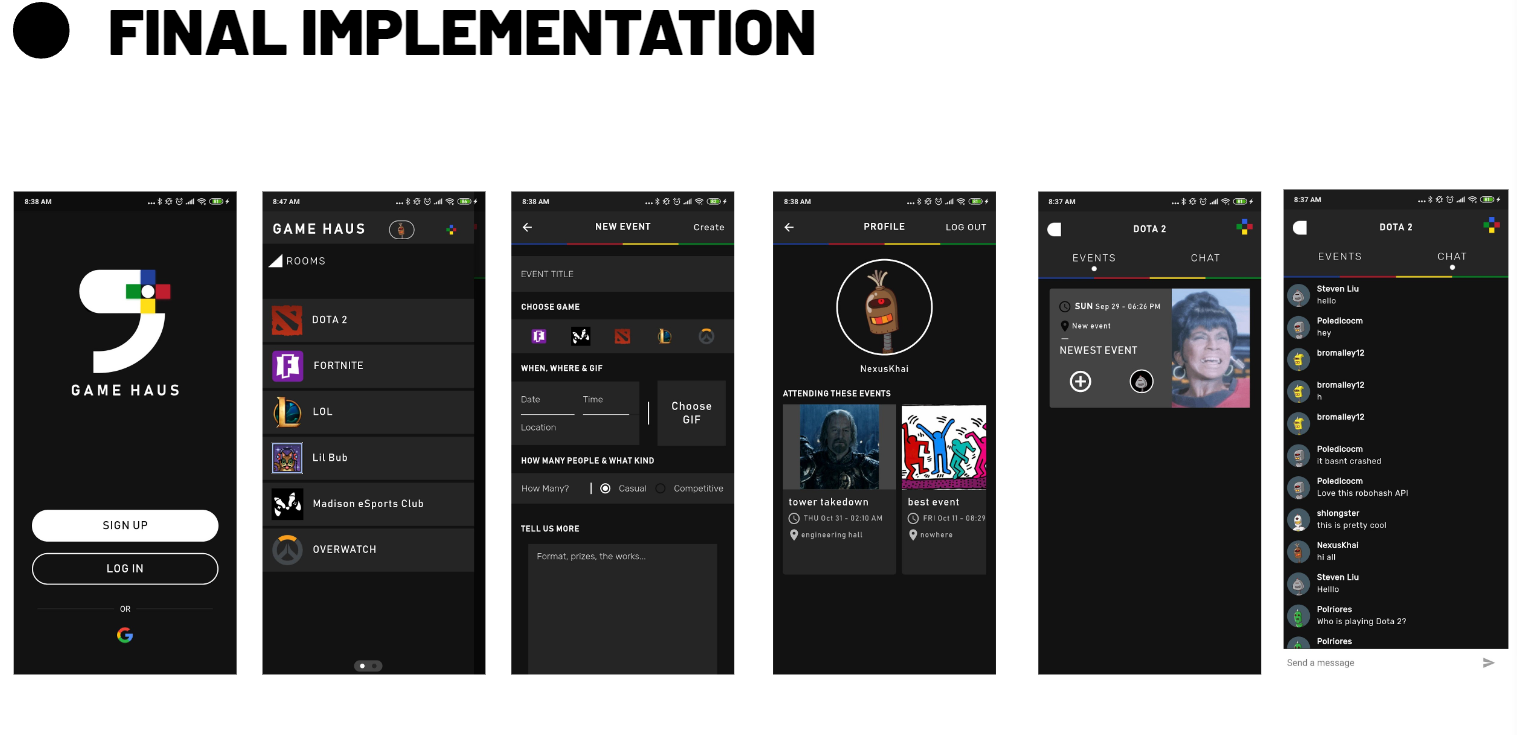 FINAL IMPLEMENTATION
8:38 AM
GAME HAUS
SIGN UP
LOG IN
OR
8:47 AM
GAME HAUS
ROOMS
DOTA 2
FORTNITE
LOL
Lil Bub
Madison eSports Club
OVERWATCH
8:38 AM
NEW EVENT Create
EVENT TITLE
CHOOSE GAME
WHEN, WHERE & GIF
Date Time
Location
Choose
GIF
HOW MANY PEOPLE & WHAT KIND
How Many? Casual Competitive
TELL US MORE
Format, prizes, the works...
8:38 AM
PROFILE LOG OUT
NexusKhai
ATTENDING THESE EVENTS
tower takedown
THU Oct 31 - 02:10 AM
engineering hall
best event
FRI Oct 11 - 08:29
nowhere
8:37 AM
DOTA 2
EVENTS CHAT
SUN Sep 29 - 06:26 PM
New event
NEWEST EVENT
8:37 AM
DOTA 2
EVENTS CHAT
Steven Liu
hello
Poledicocm
hey
bromalley12
bromalley12
h
bromalley12
Poledicocm
it basnt crashed
Poledicocm
Love this robohash API
shlongster
this is pretty cool
NexusKhai
hi all
Steven Liu
Helllo
Polriores
Who is playing Dota 2?
Polriores
Send a message